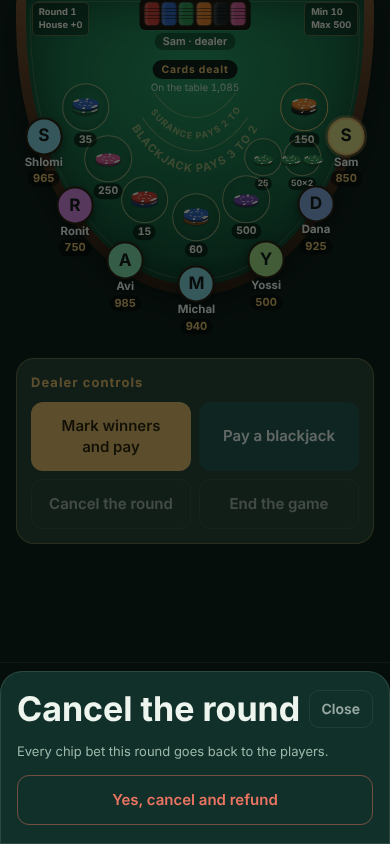 Round 1
House +0
Min 10
Max 500
Sam · dealer
Cards dealt
On the table 1,085
SURANCE PAYS 2 TO
BLACKJACK PAYS 3 TO 2
35
150
S
Shlomi
965
S
Sam
850
250
25
50×2
R
Ronit
750
15
60
500
D
Dana
925
A
Avi
985
M
Michal
940
Y
Yossi
500
Dealer controls
Mark winners
and pay
Pay a blackjack
Cancel the round
End the game
Cancel the round
Close
Every chip bet this round goes back to the players.
Yes, cancel and refund